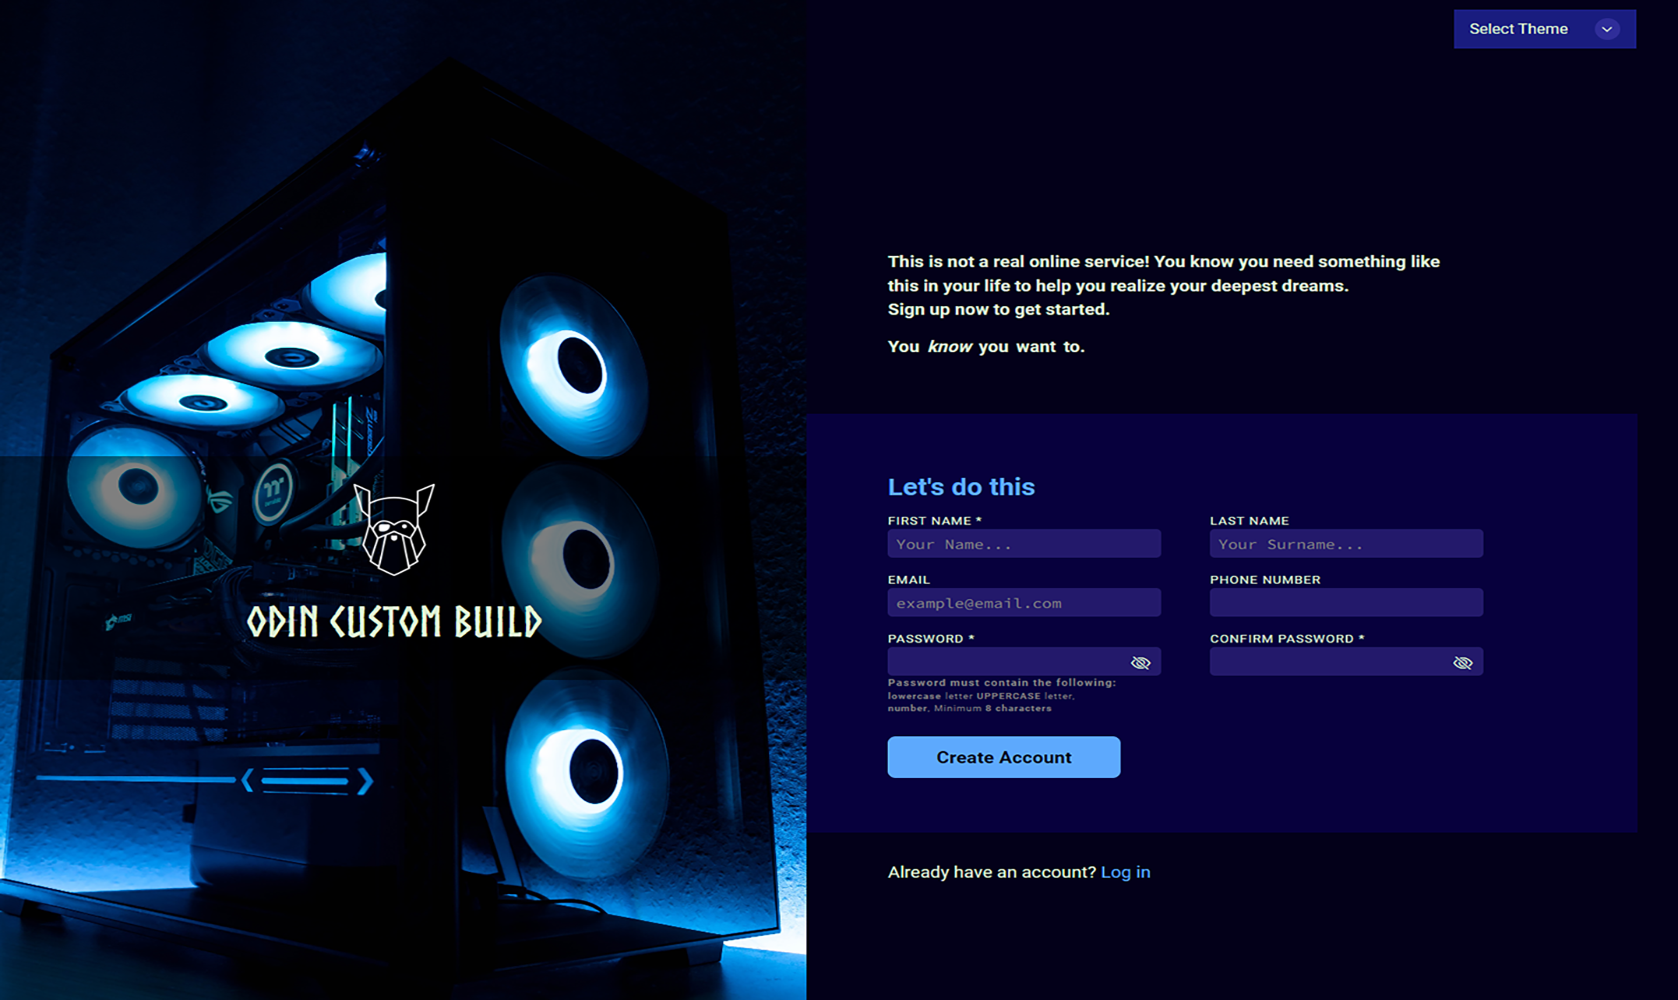 Select Theme
This is not a real online service! You know you need something like
this in your life to help you realize your deepest dreams.
Sign up now to get started.
You know you want to.
ODIN CUSTOM BUILD
Let's do this
FIRST NAME *
LAST NAME
Your Name...
Your Surname...
EMAIL
PHONE NUMBER
example@email.com
PASSWORD *
CONFIRM PASSWORD *
Password must contain the following:
lowercase letter UPPERCASE letter,
number, Minimum 8 characters
Create Account
Already have an account? Log in